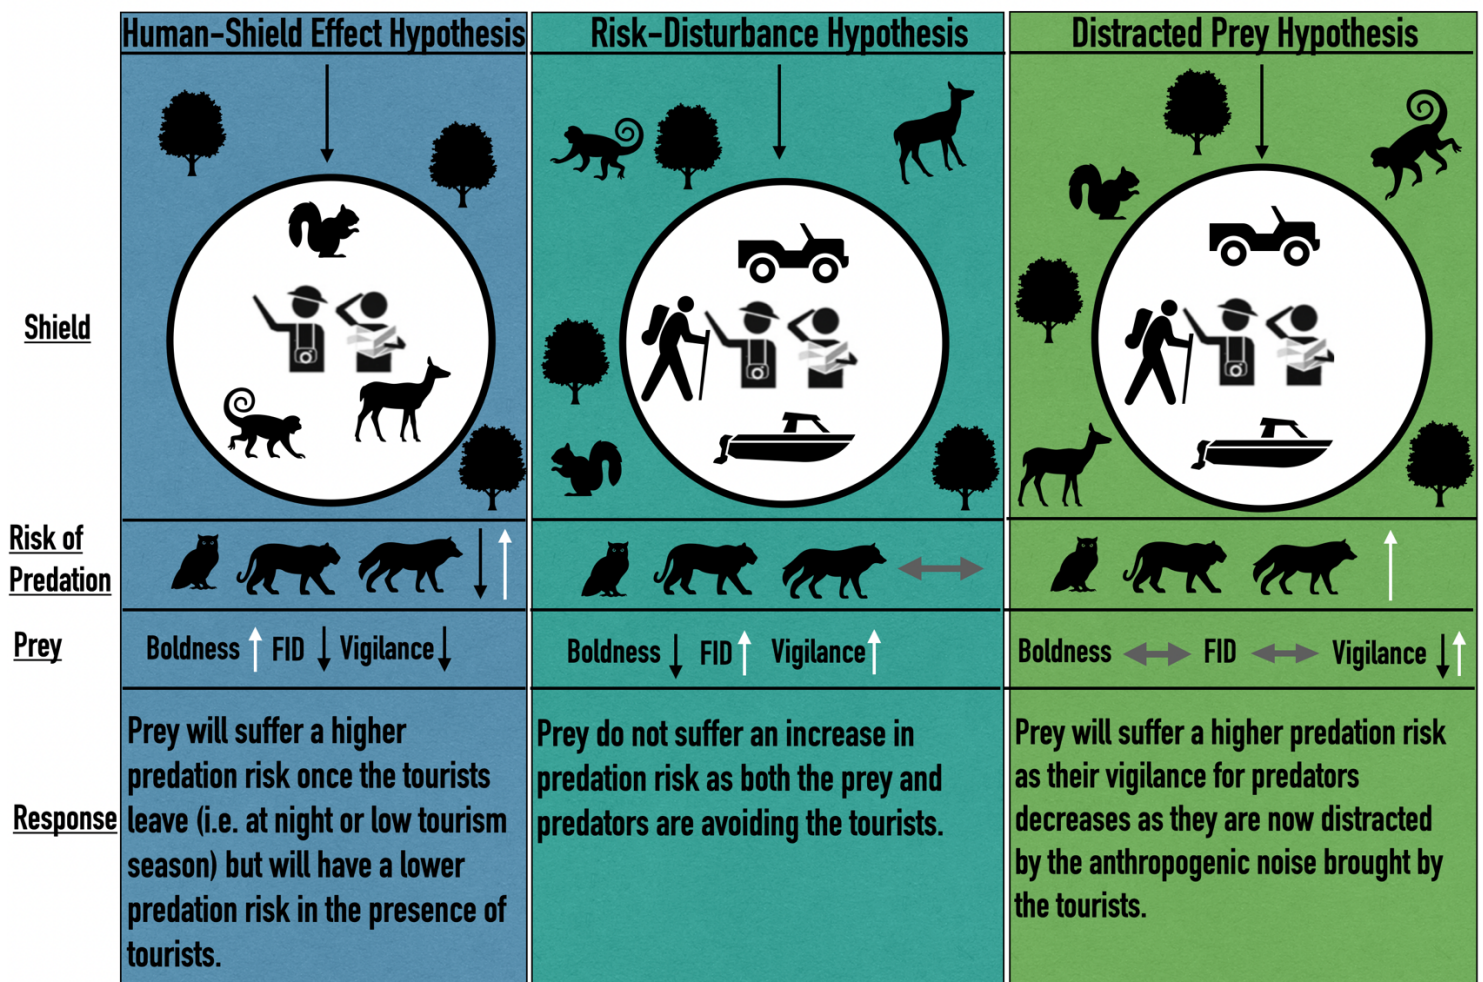 Human-Shield Effect Hypothesis
Risk-Disturbance Hypothesis
Distracted Prey Hypothesis
Shield
Risk of
Predation
Prey
Boldness FID Vigilance
Boldness FID Vigilance
Boldness FID Vigilance
Response
Prey will suffer a higher
predation risk once the tourists
leave (i.e. at night or low tourism
season) but will have a lower
predation risk in the presence of
tourists.
Prey do not suffer an increase in
predation risk as both the prey and
predators are avoiding the tourists.
Prey will suffer a higher predation risk
as their vigilance for predators
decreases as they are now distracted
by the anthropogenic noise brought by
the tourists.